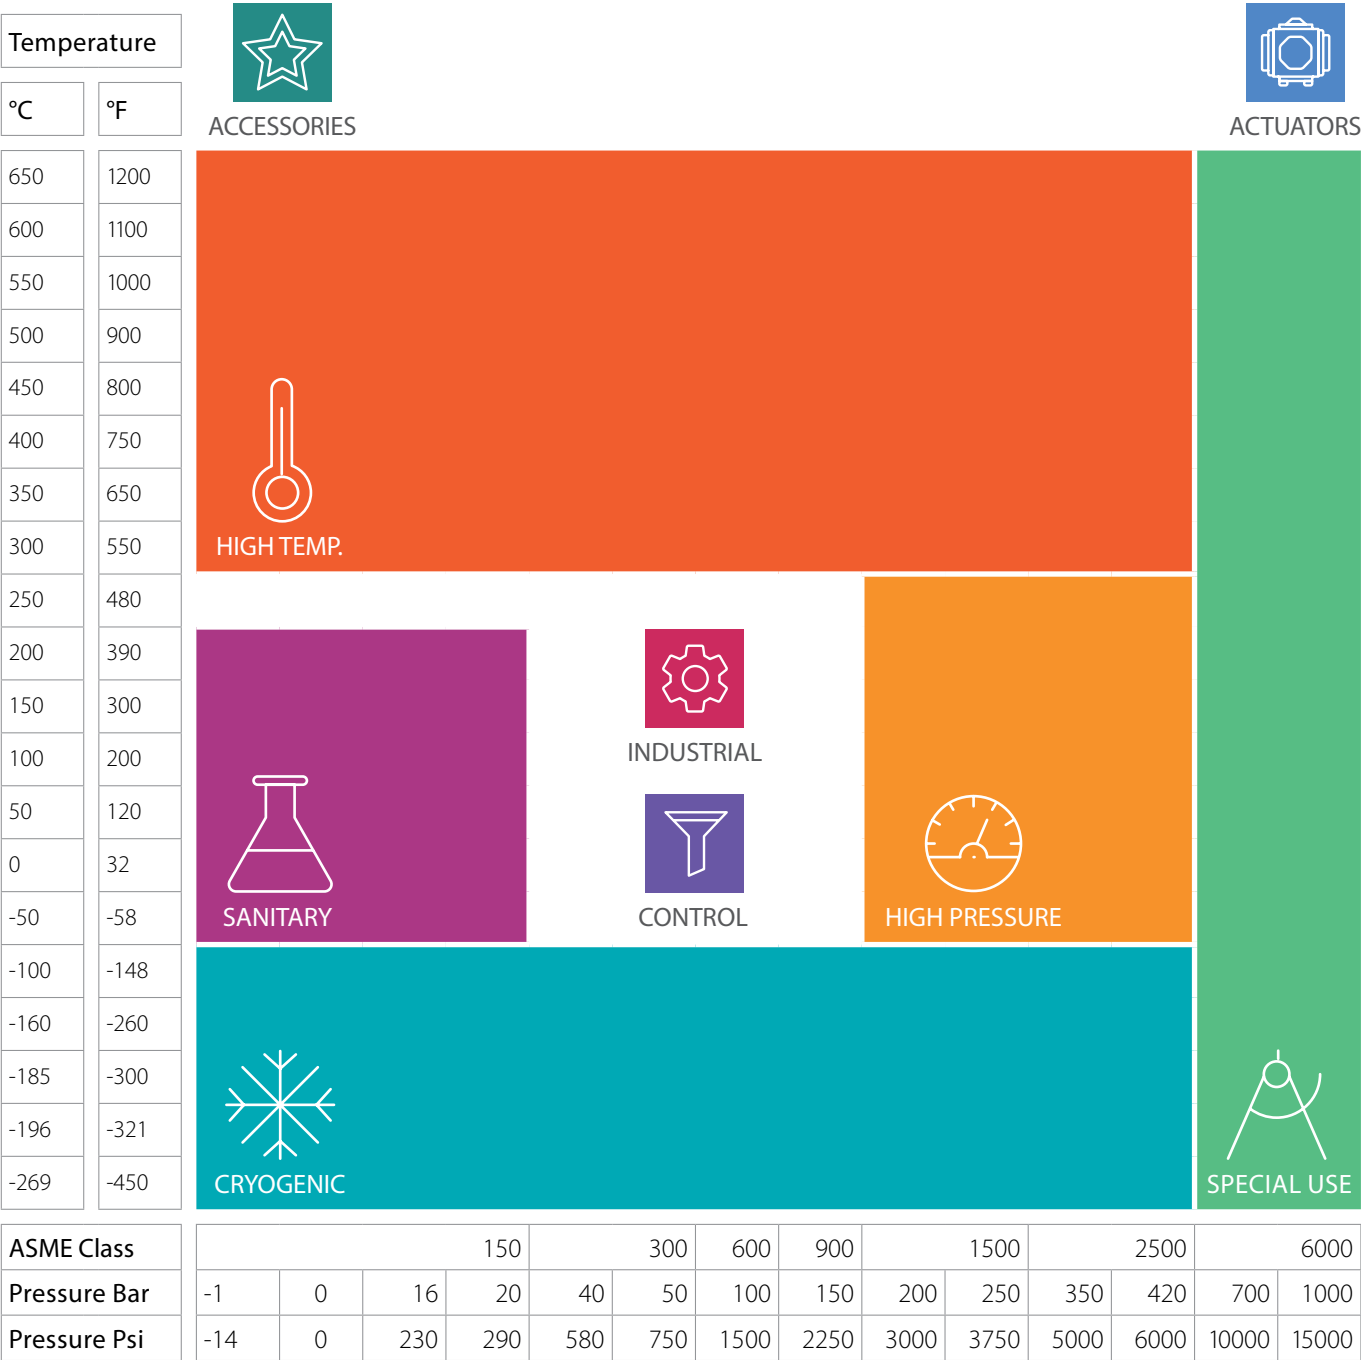 Temperature
°C °F
ACCESSORIES ACTUATORS
650 1200
600 1100
550 1000
500 900
450 800
400 750
350 650
300 550
HIGH TEMP.
250 480
200 390
150 300
INDUSTRIAL
100 200
50 120
0 32
-50 -58
SANITARY CONTROL HIGH PRESSURE
-100 -148
-160 -260
-185 -300
-196 -321
-269 -450
CRYOGENIC SPECIAL USE
ASME Class 150 300 600 900 1500 2500 6000
Pressure Bar -1 0 16 20 40 50 100 150 200 250 350 420 700 1000
Pressure Psi -14 0 230 290 580 750 1500 2250 3000 3750 5000 6000 10000 15000